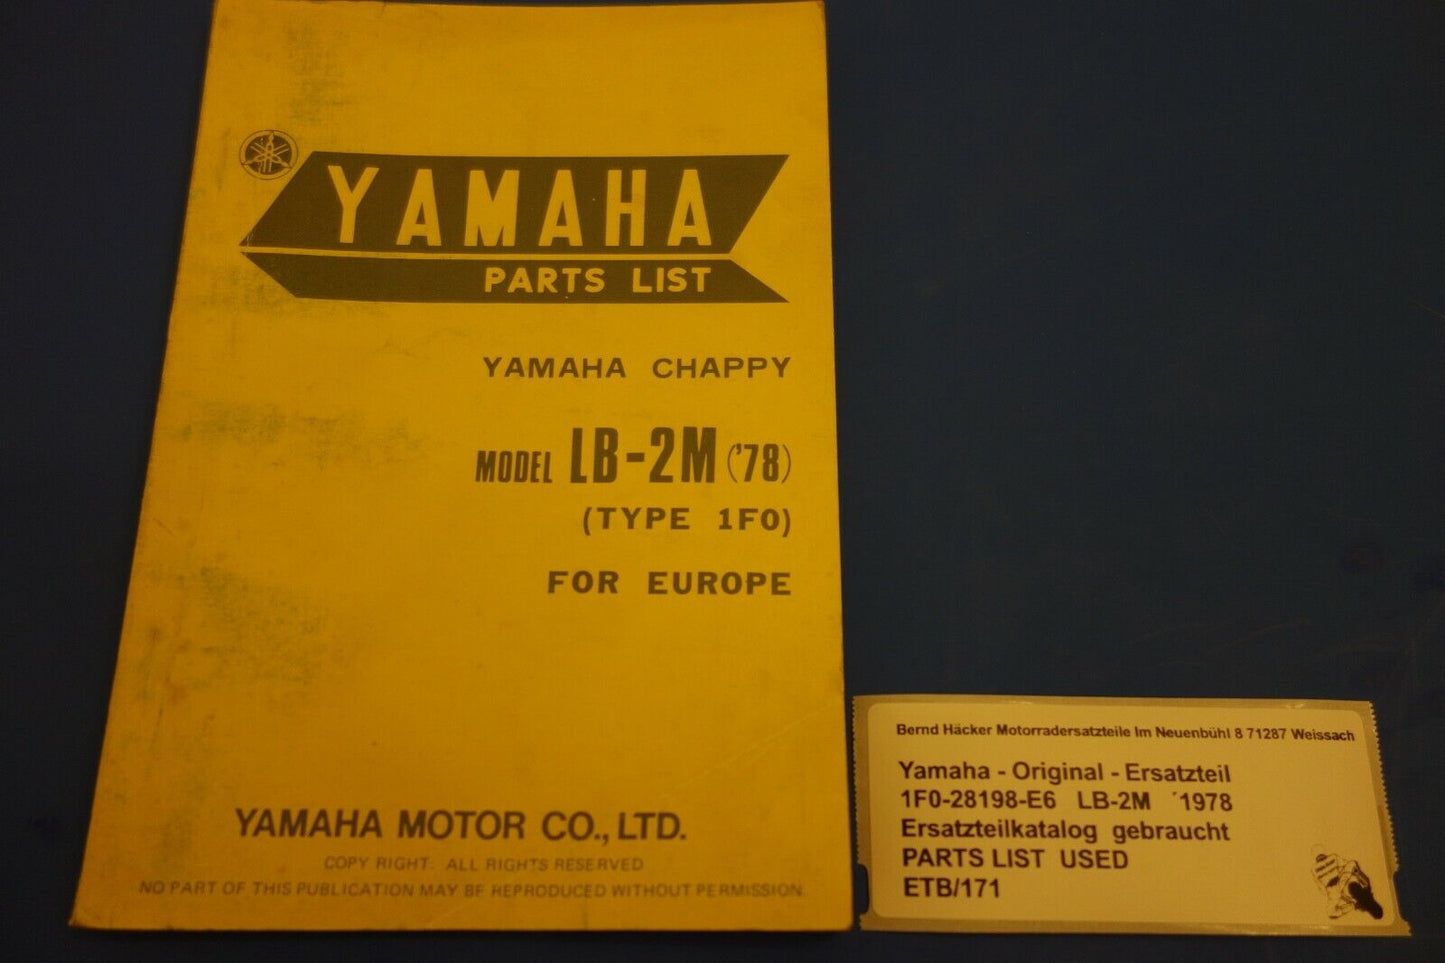 YAMAHA
PARTS LIST
YAMAHA CHAPPY
MODEL LB-2M ('78)
(TYPE 1F0)
FOR EUROPE
YAMAHA MOTOR CO., LTD.
COPY RIGHT: ALL RIGHTS RESERVED
NO PART OF THIS PUBLICATION MAY BE REPRODUCED WITHOUT PERMISSION
Bernd Häcker Motorradersatzteile Im Neuenbühl 8 71287 Weissach
Yamaha - Original - Ersatzteil
1F0-28198-E6 LB-2M ´1978
Ersatzteilkatalog gebraucht
PARTS LIST USED
ETB/171